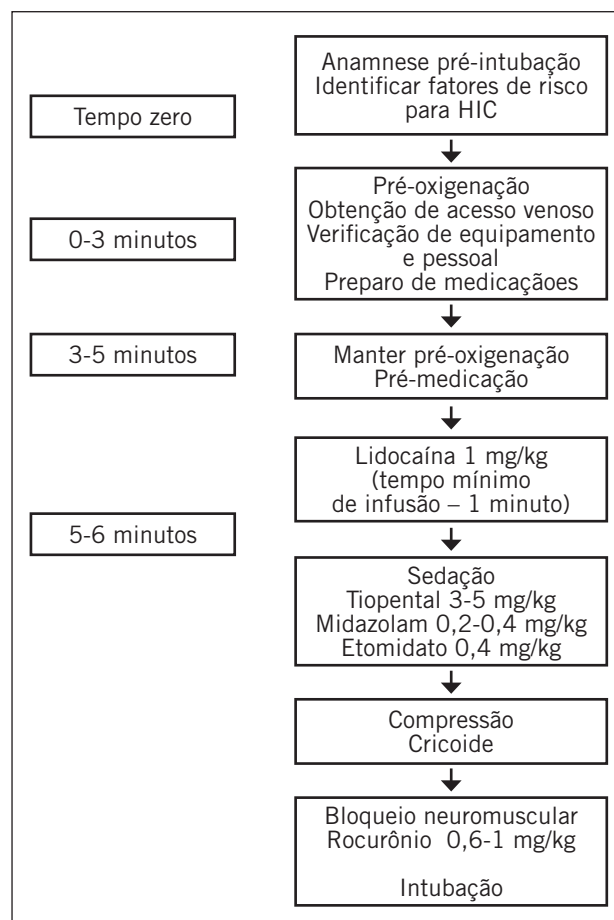 Anamnese pré-intubação
Identificar fatores de risco
para HIC
Tempo zero
Pré-oxigenação
Obtenção de acesso venoso
Verificação de equipamento
e pessoal
Preparo de medicaçãoes
0-3 minutos
3-5 minutos
Manter pré-oxigenação
Pré-medicação
Lidocaína 1 mg/kg
(tempo mínimo
de infusão – 1 minuto)
5-6 minutos
Sedação
Tiopental 3-5 mg/kg
Midazolam 0,2-0,4 mg/kg
Etomidato 0,4 mg/kg
Compressão
Cricoide
Bloqueio neuromuscular
Rocurônio 0,6-1 mg/kg
Intubação